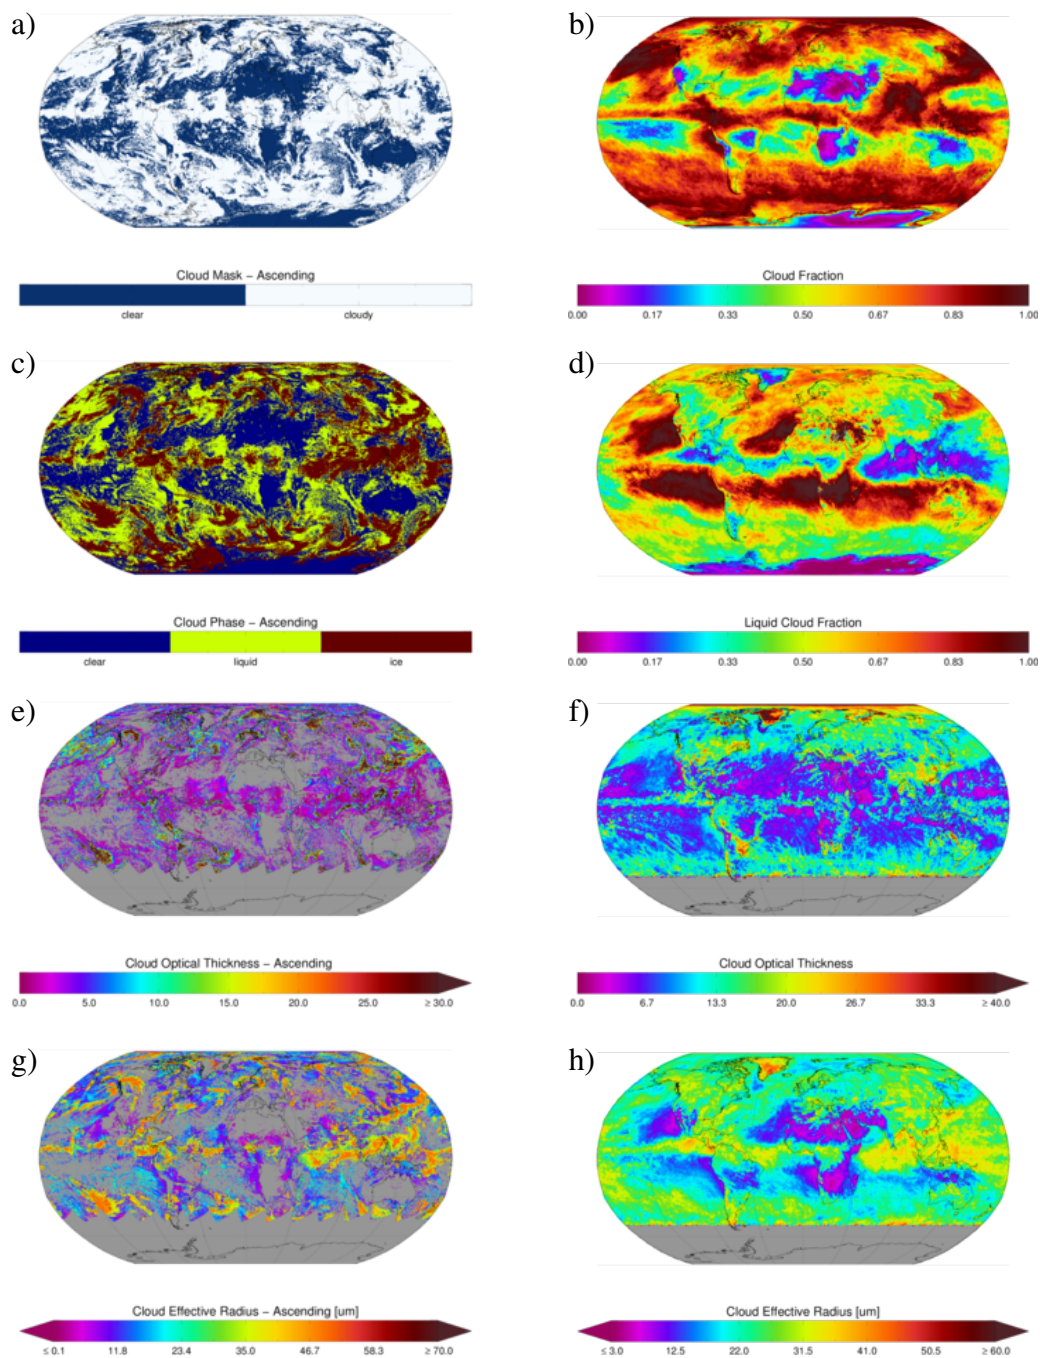 a)
b)
Cloud Mask − Ascending
clear cloudy
Cloud Fraction
0.00 0.17 0.33 0.50 0.67 0.83 1.00
c)
d)
Cloud Phase − Ascending
clear liquid ice
Liquid Cloud Fraction
0.00 0.17 0.33 0.50 0.67 0.83 1.00
e)
f)
Cloud Optical Thickness − Ascending
0.0 5.0 10.0 15.0 20.0 25.0 ≥ 30.0
Cloud Optical Thickness
0.0 6.7 13.3 20.0 26.7 33.3 ≥ 40.0
g)
h)
Cloud Effective Radius − Ascending [um]
≤ 0.1 11.8 23.4 35.0 46.7 58.3 ≥ 70.0
Cloud Effective Radius [um]
≤ 3.0 12.5 22.0 31.5 41.0 50.5 ≥ 60.0